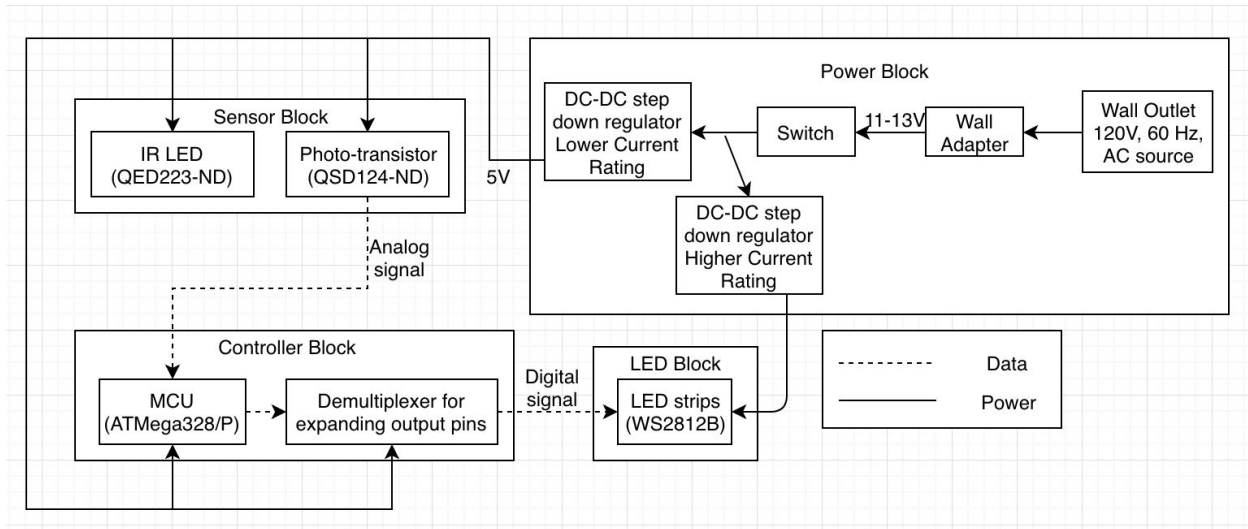 Power Block
DC-DC step
down regulator
Lower Current
Rating
Switch
11-13V
Wall
Adapter
Wall Outlet
120V, 60 Hz,
AC source
5V
DC-DC step
down regulator
Higher Current
Rating
Sensor Block
IR LED
(QED223-ND)
Photo-transistor
(QSD124-ND)
Analog
signal
Controller Block
MCU
(ATMega328/P)
Demultiplexer for
expanding output pins
Digital
signal
LED Block
LED strips
(WS2812B)
Data
Power